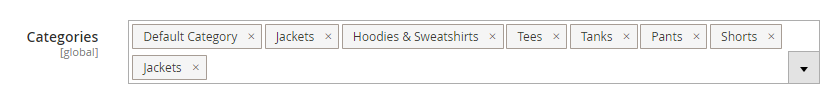 Categories
[global]
Default Category × Jackets × Hoodies & Sweatshirts × Tees × Tanks × Pants × Shorts ×
Jackets ×